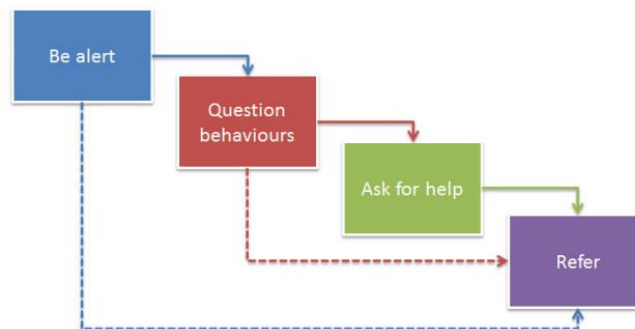 Be alert
Question
behaviours
Ask for help
Refer